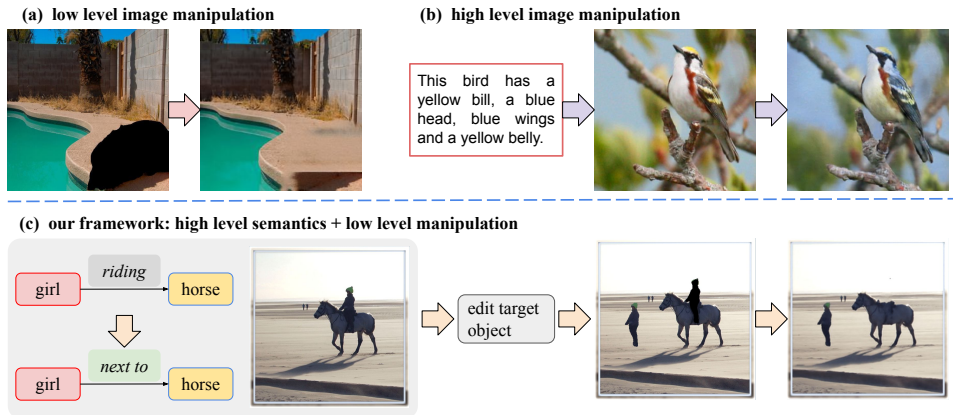 (a) low level image manipulation
(b) high level image manipulation
This bird has a
yellow bill, a blue
head, blue wings
and a yellow belly.
(c) our framework: high level semantics + low level manipulation
riding
girl
horse
next to
girl
horse
edit target
object